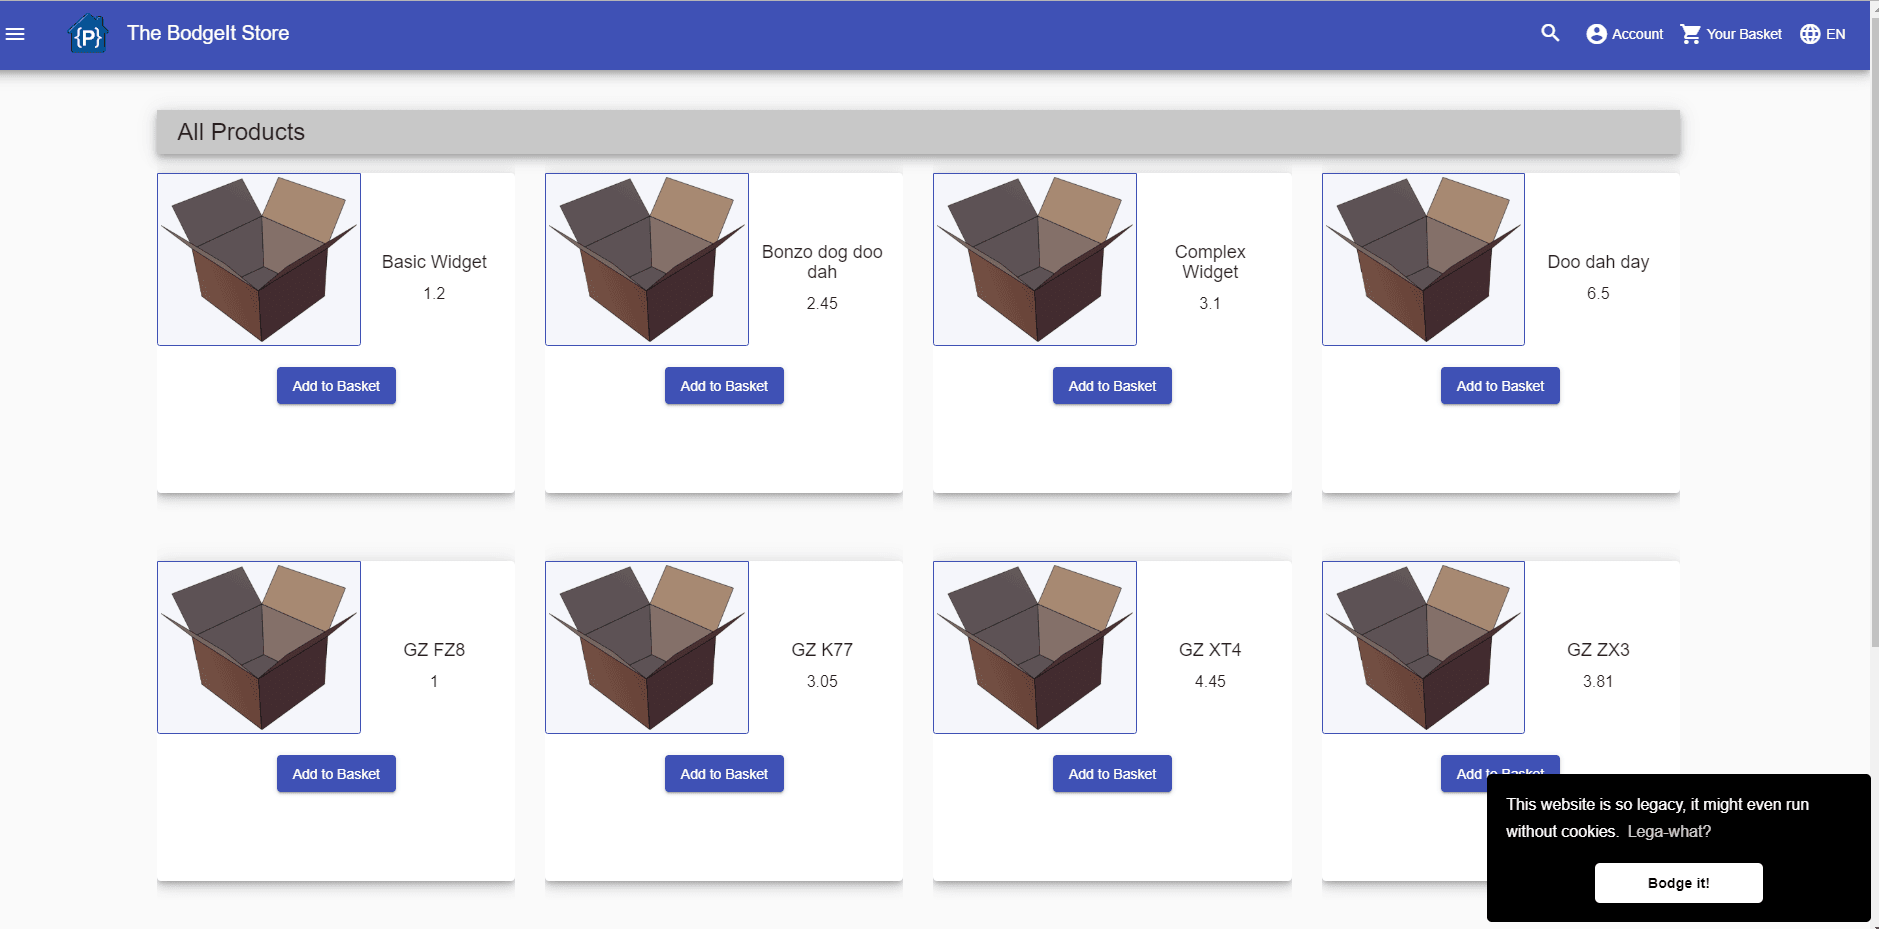 {P}
The BodgeIt Store
Account
Your Basket
EN
All Products
Basic Widget
1.2
Add to Basket
Bonzo dog doo
dah
2.45
Add to Basket
Complex
Widget
3.1
Add to Basket
Doo dah day
6.5
Add to Basket
GZ FZ8
1
Add to Basket
GZ K77
3.05
Add to Basket
GZ XT4
4.45
Add to Basket
GZ ZX3
3.81
Add to Basket
This website is so legacy, it might even run
without cookies. Lega-what?
Bodge it!